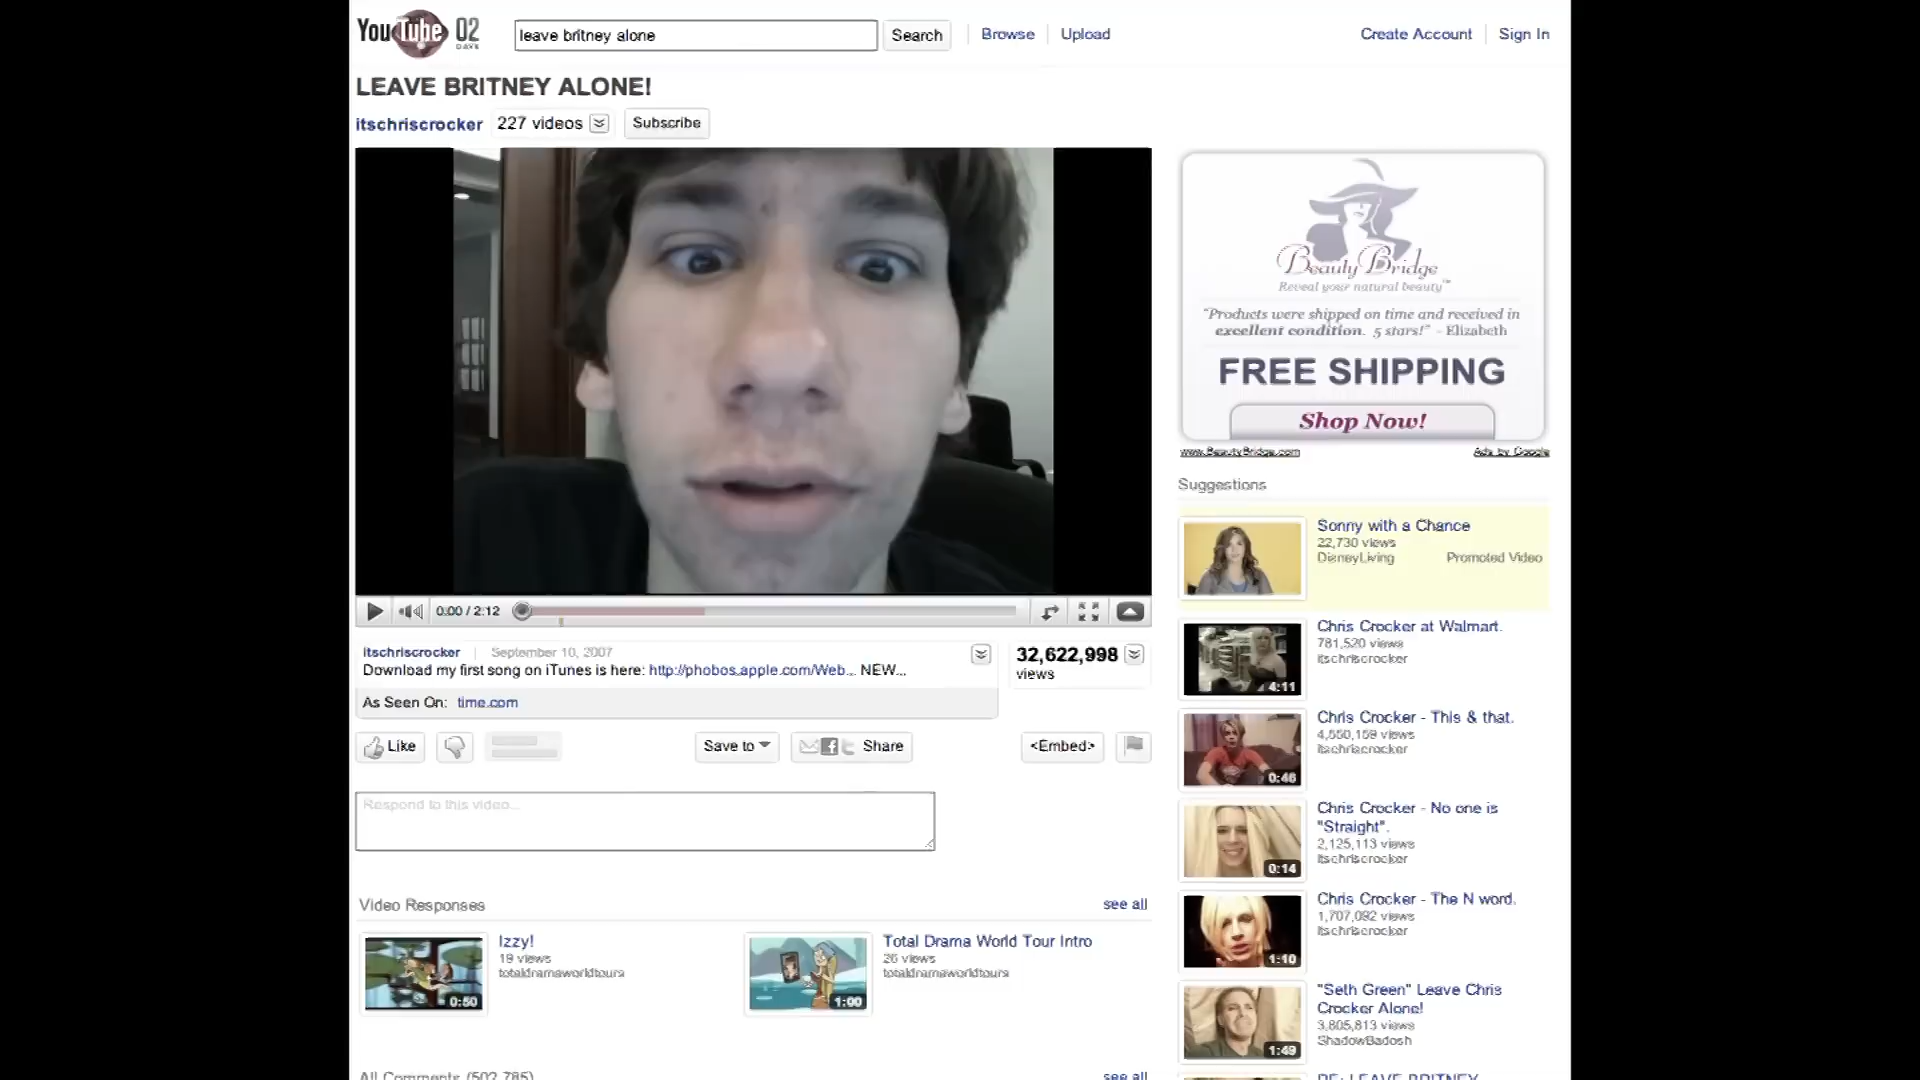 You Tube 02
DAYS
leave britney alone
Search
Browse
Upload
Create Account
Sign In
LEAVE BRITNEY ALONE!
itschriscrocker
227 videos
Subscribe
0:00 / 2:12
itschriscrocker
September 10, 2007
Download my first song on iTunes is here: http://phobos.apple.com/Web... NEW...
As Seen On: time.com
32,622,998
views
Like
Save to
Share
<Embed>
Respond to this video...
Video Responses
see all
Izzy!
19 views
totaldramaworldtours
0:50
Total Drama World Tour Intro
26 views
totaldramaworldtours
1:00
All Comments (502,785)
see all
Beauty Bridge
Reveal your natural beauty™
"Products were shipped on time and received in
excellent condition. 5 stars!" - Elizabeth
FREE SHIPPING
Shop Now!
www.BeautyBridge.com
Ads by Google
Suggestions
Sonny with a Chance
22,730 views
DisneyLiving
Promoted Video
Chris Crocker at Walmart.
781,520 views
itschriscrocker
4:11
Chris Crocker - This & that.
4,550,159 views
itschriscrocker
0:46
Chris Crocker - No one is
"Straight".
2,125,113 views
itschriscrocker
0:14
Chris Crocker - The N word.
1,707,092 views
itschriscrocker
1:10
"Seth Green" Leave Chris
Crocker Alone!
3,805,813 views
ShadowBadosh
1:49
RE: LEAVE BRITNEY